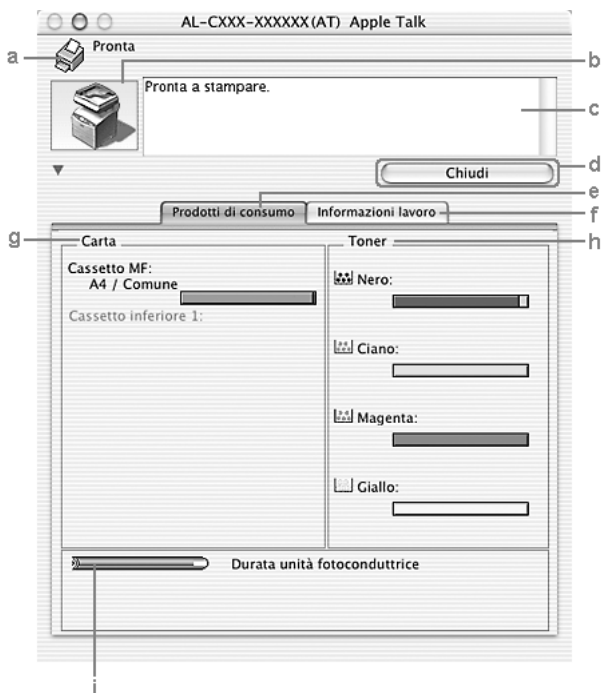 AL-CXXX-XXXXXX(AT) Apple Talk
a
Pronta
b
Pronta a stampare.
c
d
Chiudi
e
Prodotti di consumo
Informazioni lavoro
f
g
Carta
Toner
h
Cassetto MF:
A4 / Comune
Cassetto inferiore 1:
Nero:
Ciano:
Magenta:
Giallo:
Durata unità fotoconduttrice
i